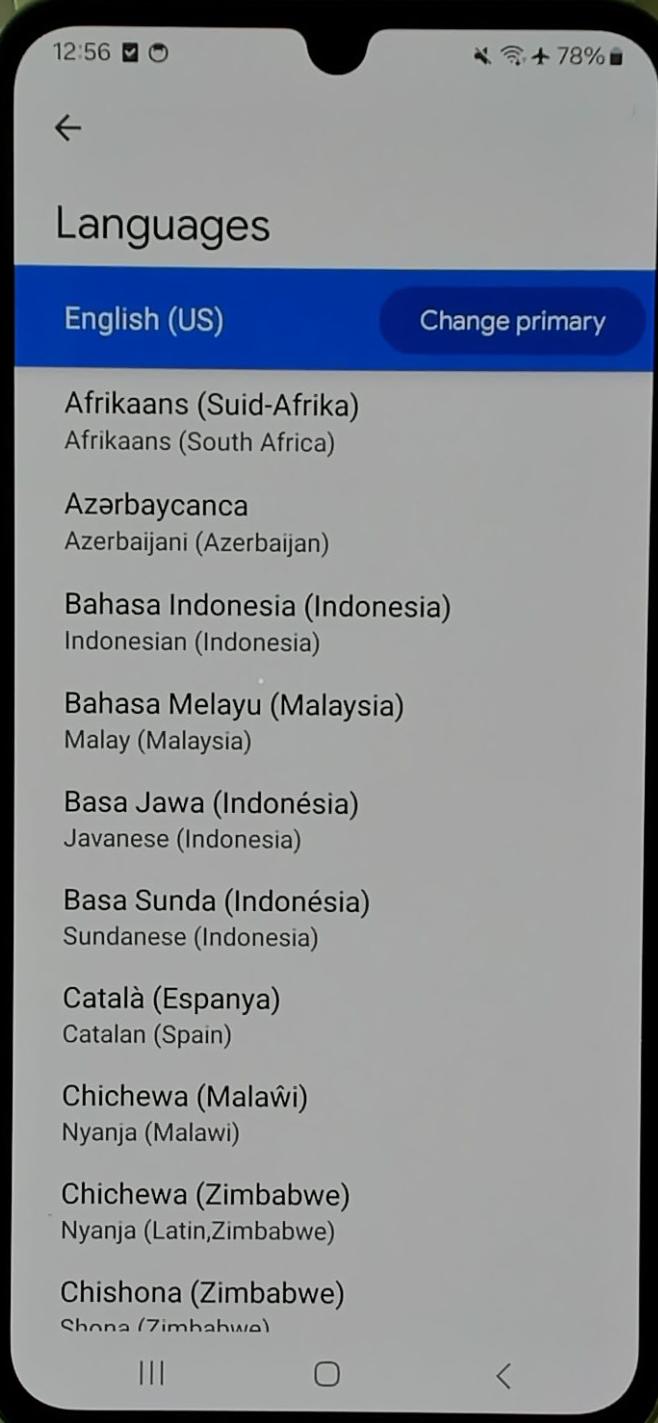 12:56
78%
Languages
English (US)
Change primary
Afrikaans (Suid-Afrika)
Afrikaans (South Africa)
Azərbaycanca
Azerbaijani (Azerbaijan)
Bahasa Indonesia (Indonesia)
Indonesian (Indonesia)
Bahasa Melayu (Malaysia)
Malay (Malaysia)
Basa Jawa (Indonésia)
Javanese (Indonesia)
Basa Sunda (Indonésia)
Sundanese (Indonesia)
Català (Espanya)
Catalan (Spain)
Chichewa (Malaŵi)
Nyanja (Malawi)
Chichewa (Zimbabwe)
Nyanja (Latin,Zimbabwe)
Chishona (Zimbabwe)
Shona (Zimbabwe)